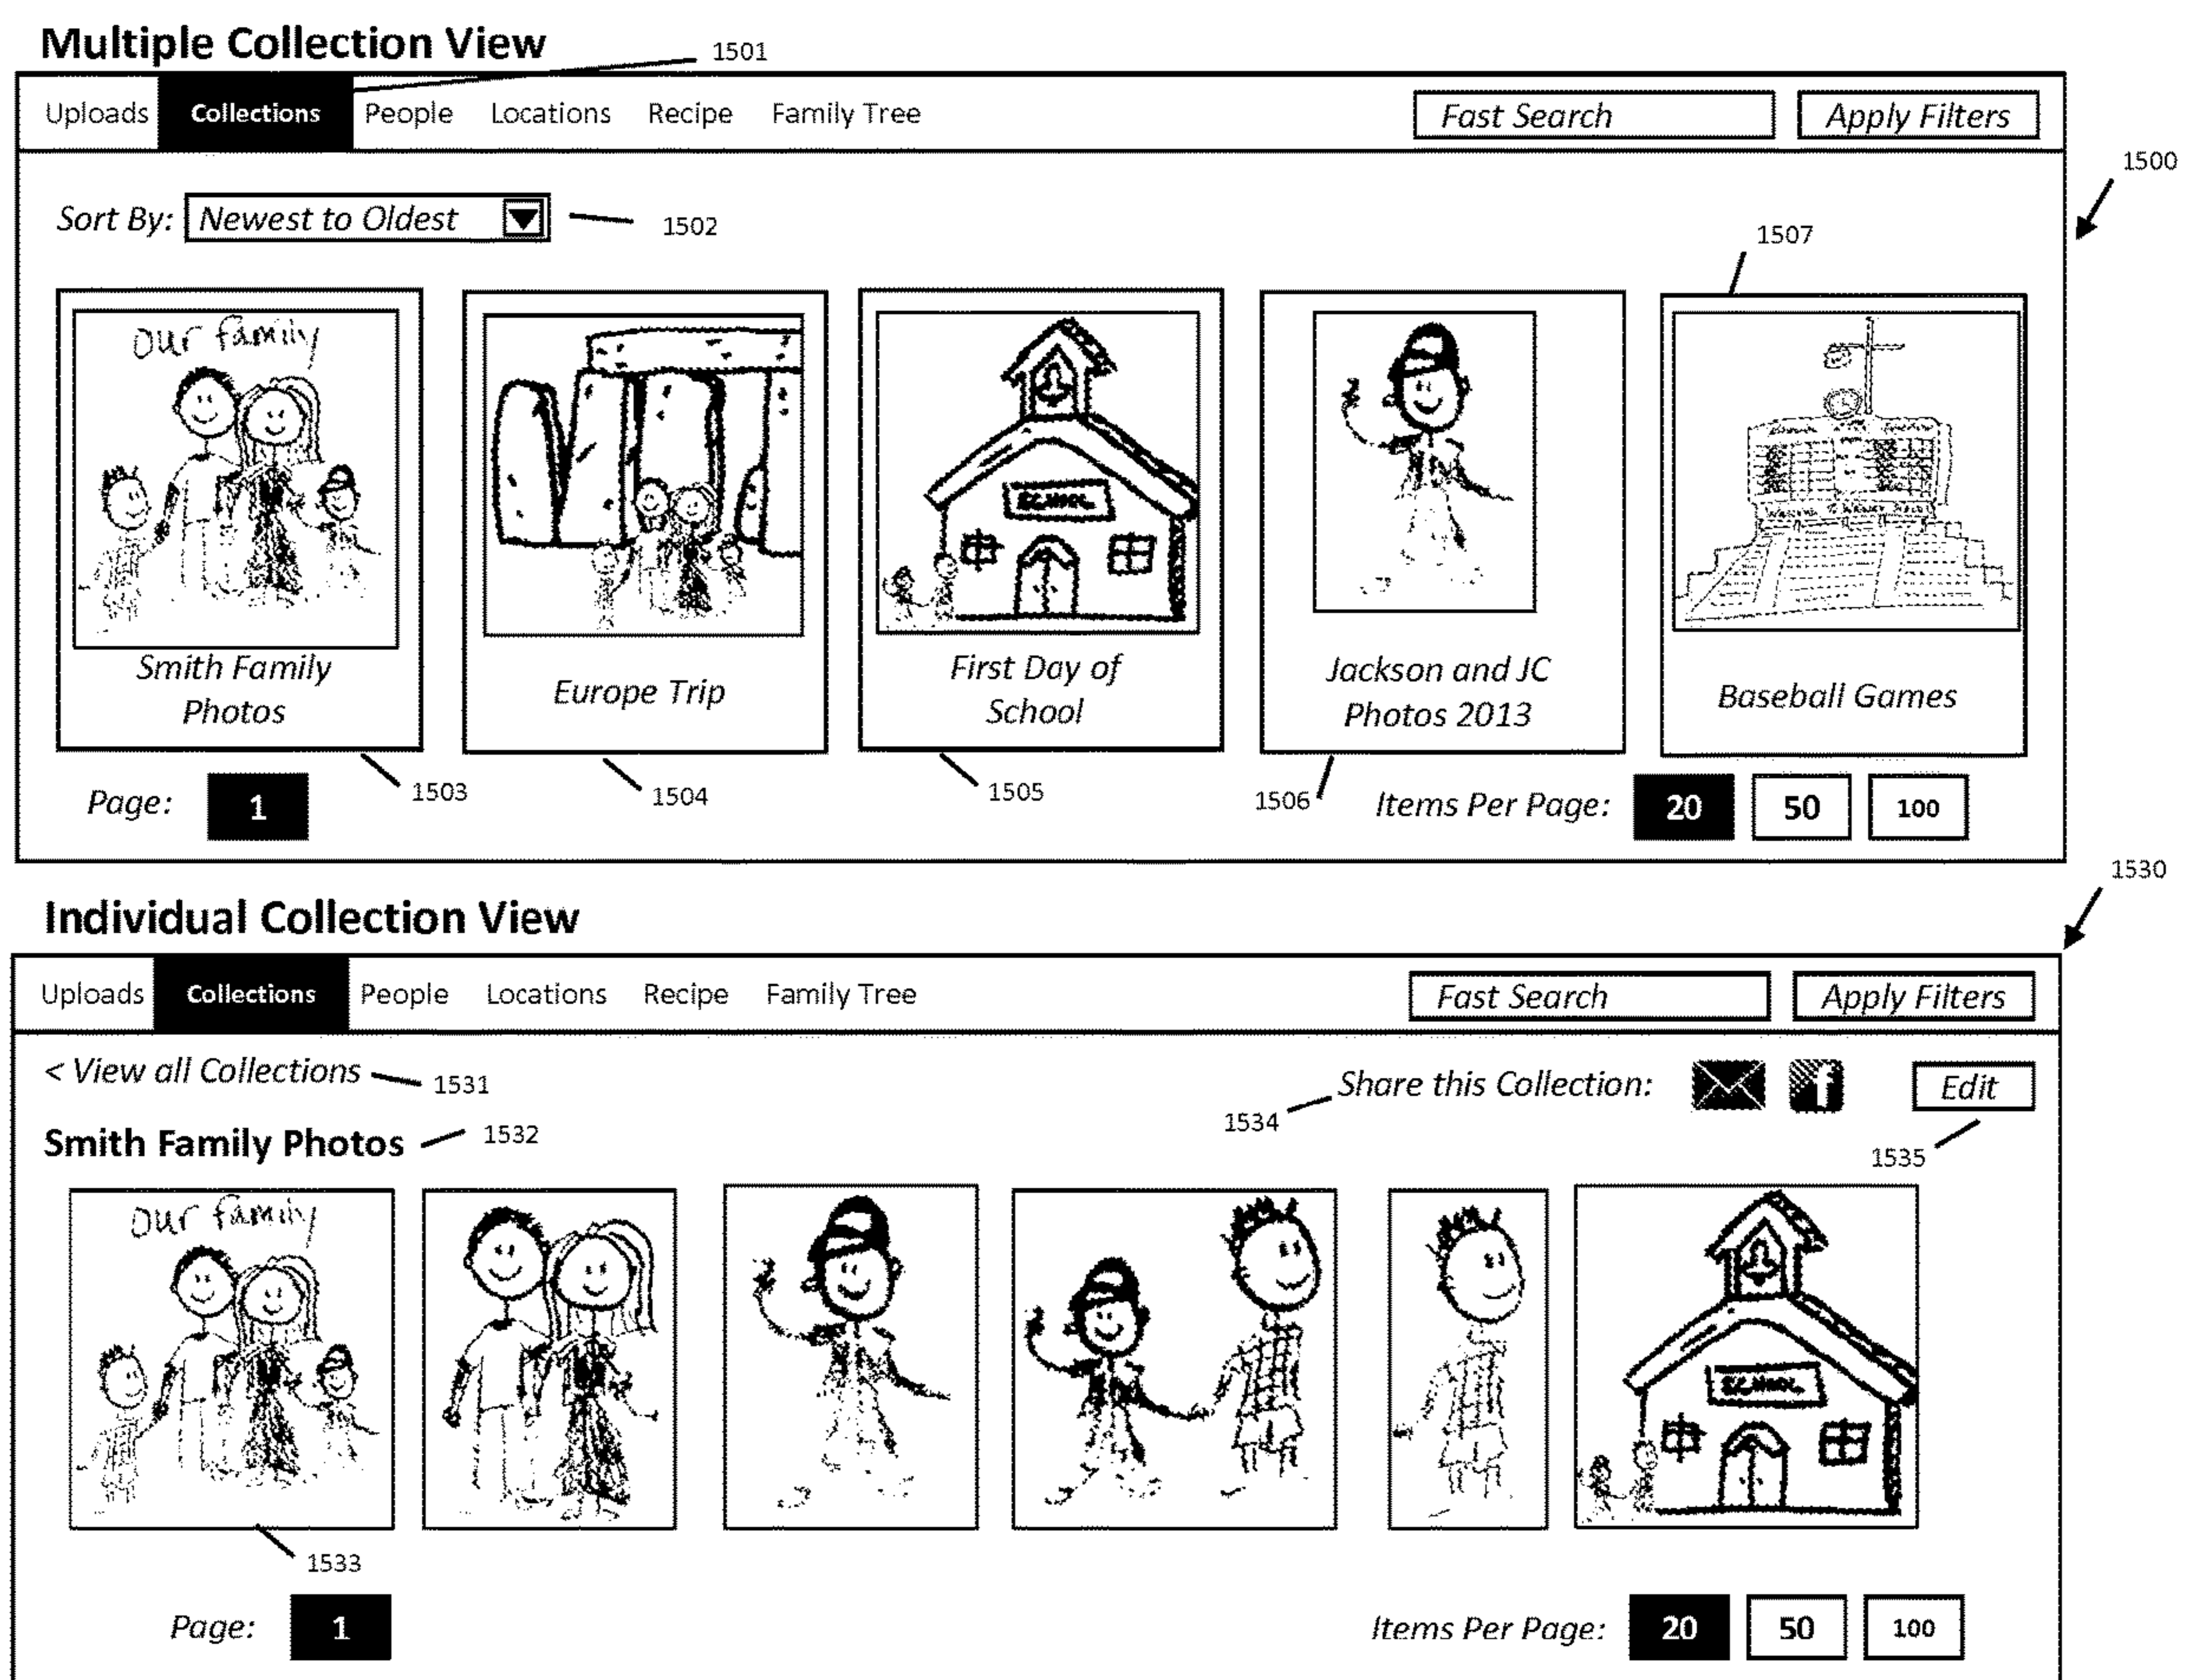 Multiple Collection View
1501
Uploads Collections People Locations Recipe Family Tree Fast Search Apply Filters
1500
Sort By: Newest to Oldest 1502
1507
our family
SCHOOL
Smith Family Photos
Europe Trip
First Day of School
Jackson and JC Photos 2013
Baseball Games
1503 1504 1505 1506
Page: 1 Items Per Page: 20 50 100
1530
Individual Collection View
Uploads Collections People Locations Recipe Family Tree Fast Search Apply Filters
< View all Collections 1531 Share this Collection: f Edit
1534
Smith Family Photos 1532
1535
our family
SCHOOL
1533
Page: 1 Items Per Page: 20 50 100